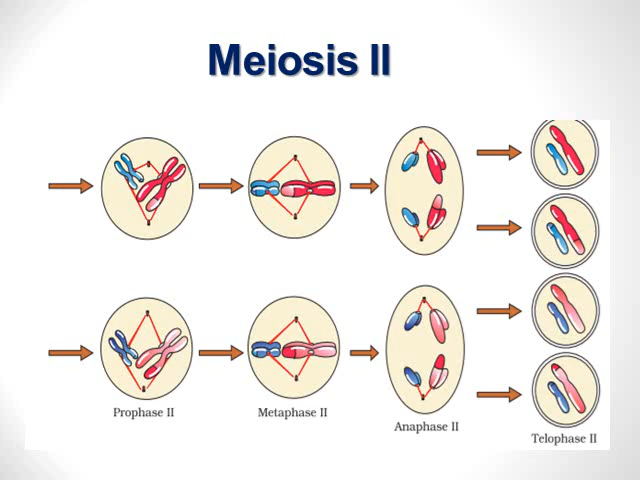 Meiosis II
Prophase II
Metaphase II
Anaphase II
Telophase II